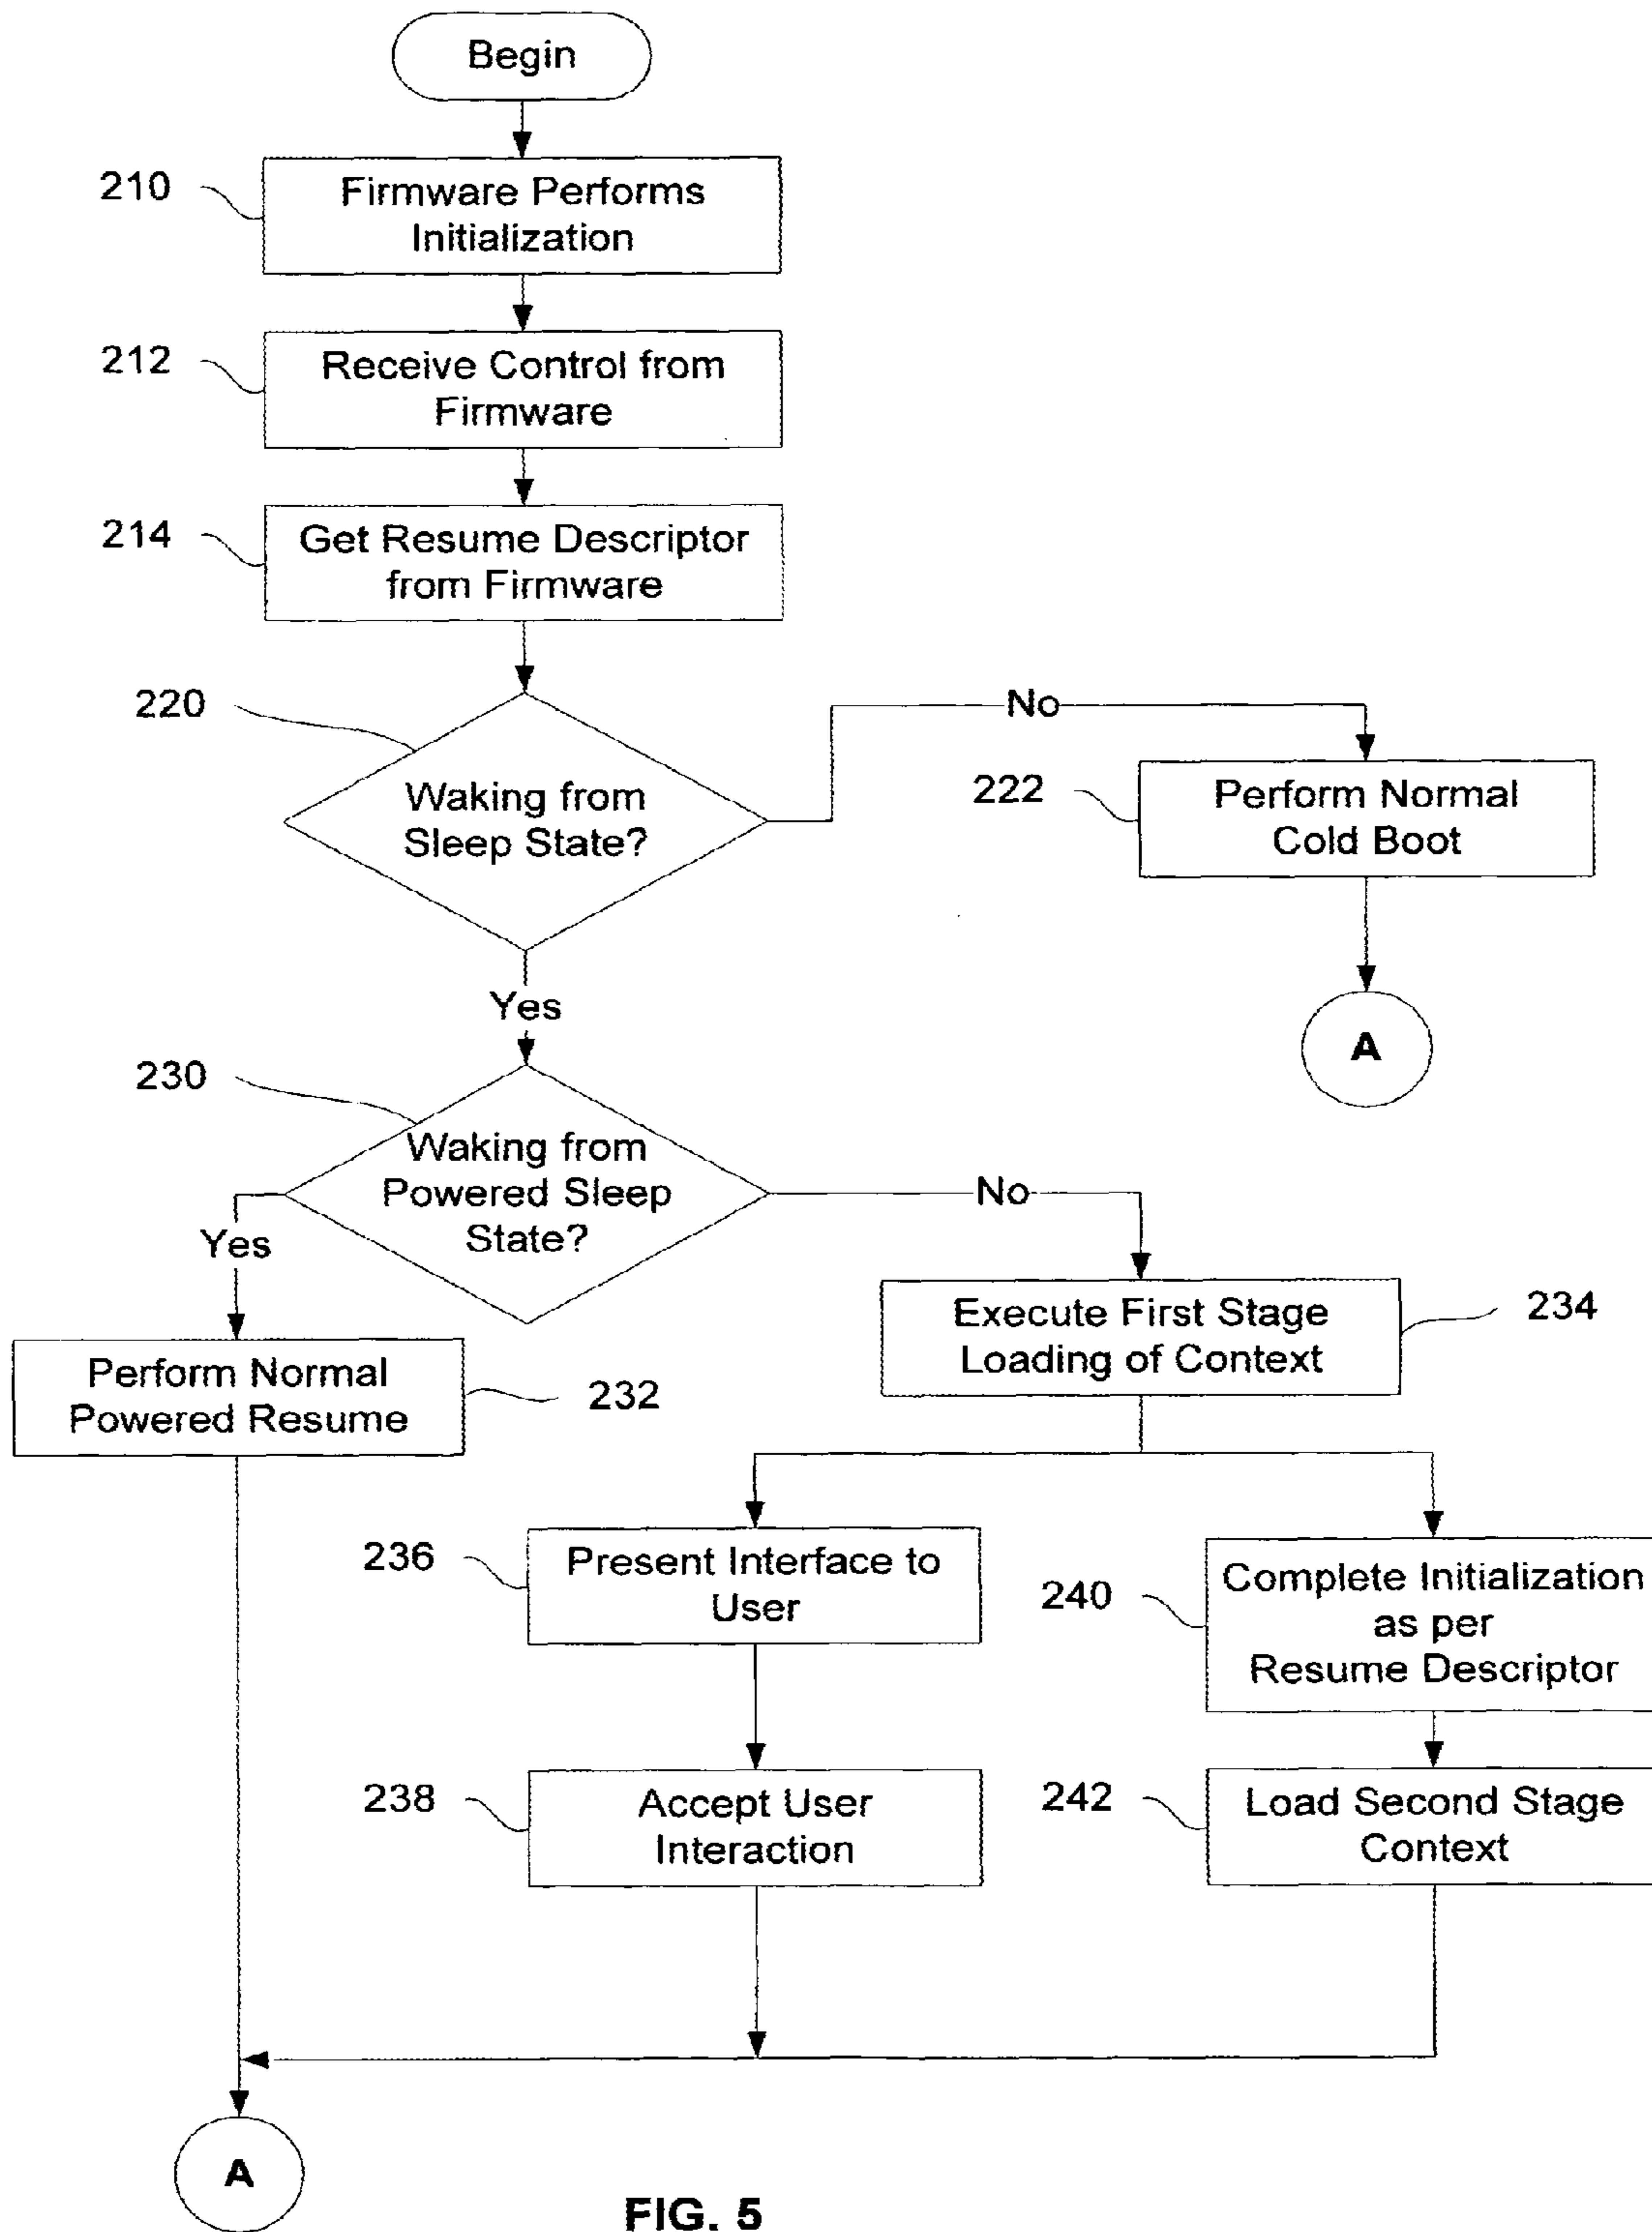 Begin
210
Firmware Performs
Initialization
212
Receive Control from
Firmware
214
Get Resume Descriptor
from Firmware
220
Waking from
Sleep State?
No
222
Perform Normal
Cold Boot
A
Yes
230
Waking from
Powered Sleep
State?
Yes
No
Perform Normal
Powered Resume
232
Execute First Stage
Loading of Context
234
236
Present Interface to
User
240
Complete Initialization
as per
Resume Descriptor
238
Accept User
Interaction
242
Load Second Stage
Context
A
FIG. 5